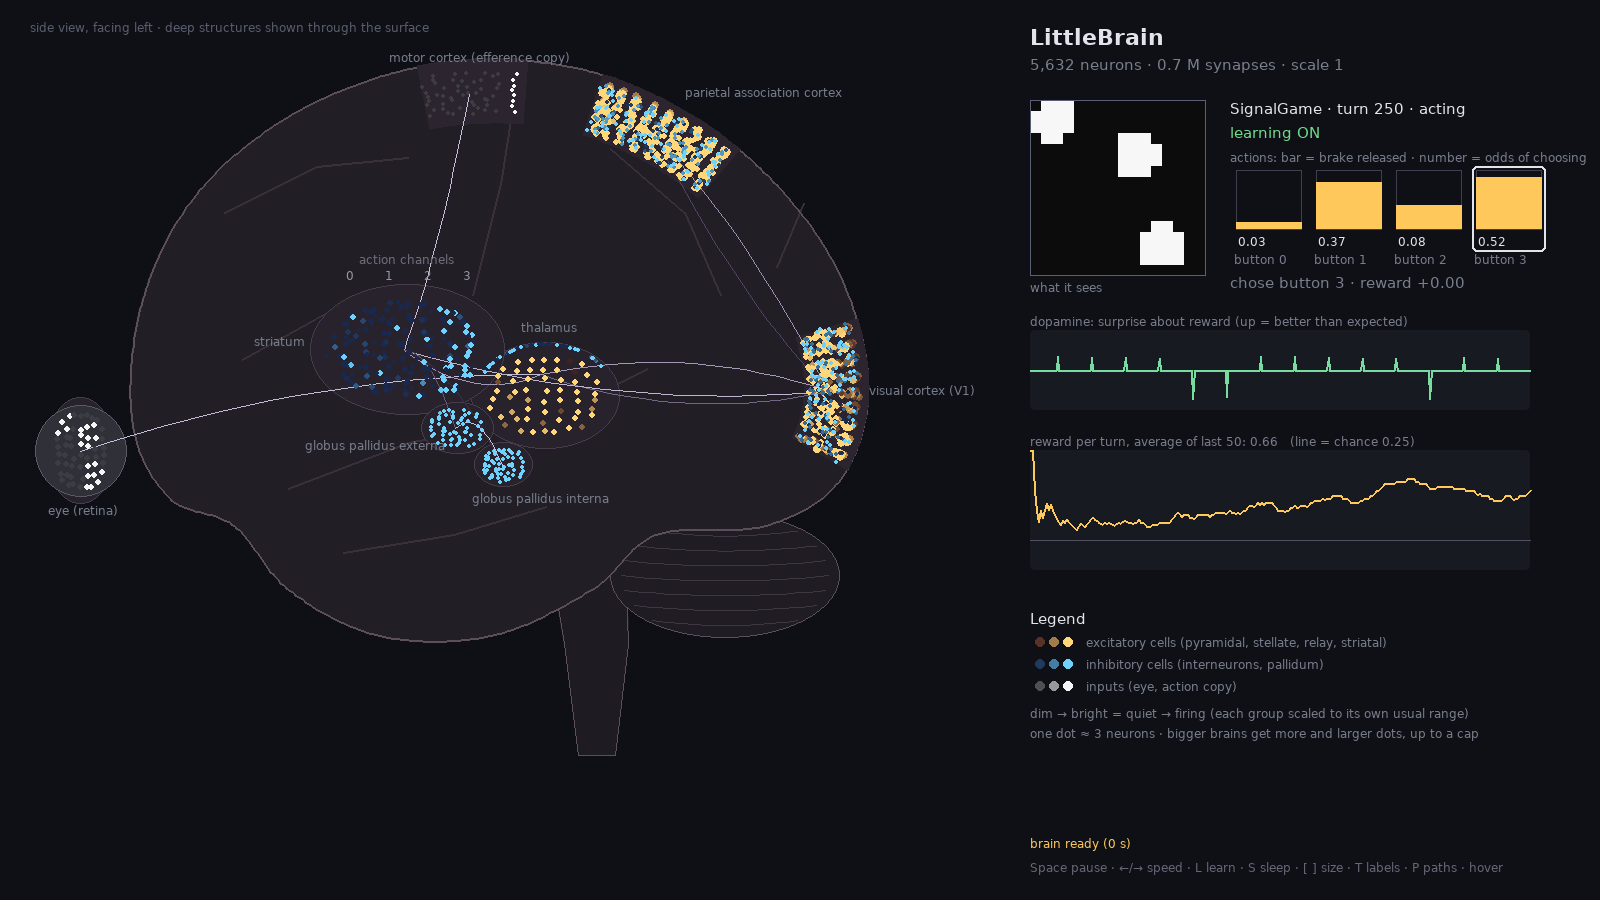 side view, facing left · deep structures shown through the surface
motor cortex (efference copy)
parietal association cortex
action channels
0 1 2 3
striatum
thalamus
visual cortex (V1)
globus pallidus externa
globus pallidus interna
eye (retina)
LittleBrain
5,632 neurons · 0.7 M synapses · scale 1
what it sees
SignalGame · turn 250 · acting
learning ON
actions: bar = brake released · number = odds of choosing
0.03 0.37 0.08 0.52
button 0 button 1 button 2 button 3
chose button 3 · reward +0.00
dopamine: surprise about reward (up = better than expected)
reward per turn, average of last 50: 0.66 (line = chance 0.25)
Legend
excitatory cells (pyramidal, stellate, relay, striatal)
inhibitory cells (interneurons, pallidum)
inputs (eye, action copy)
dim → bright = quiet → firing (each group scaled to its own usual range)
one dot ≈ 3 neurons · bigger brains get more and larger dots, up to a cap
brain ready (0 s)
Space pause · ←/→ speed · L learn · S sleep · [ ] size · T labels · P paths · hover